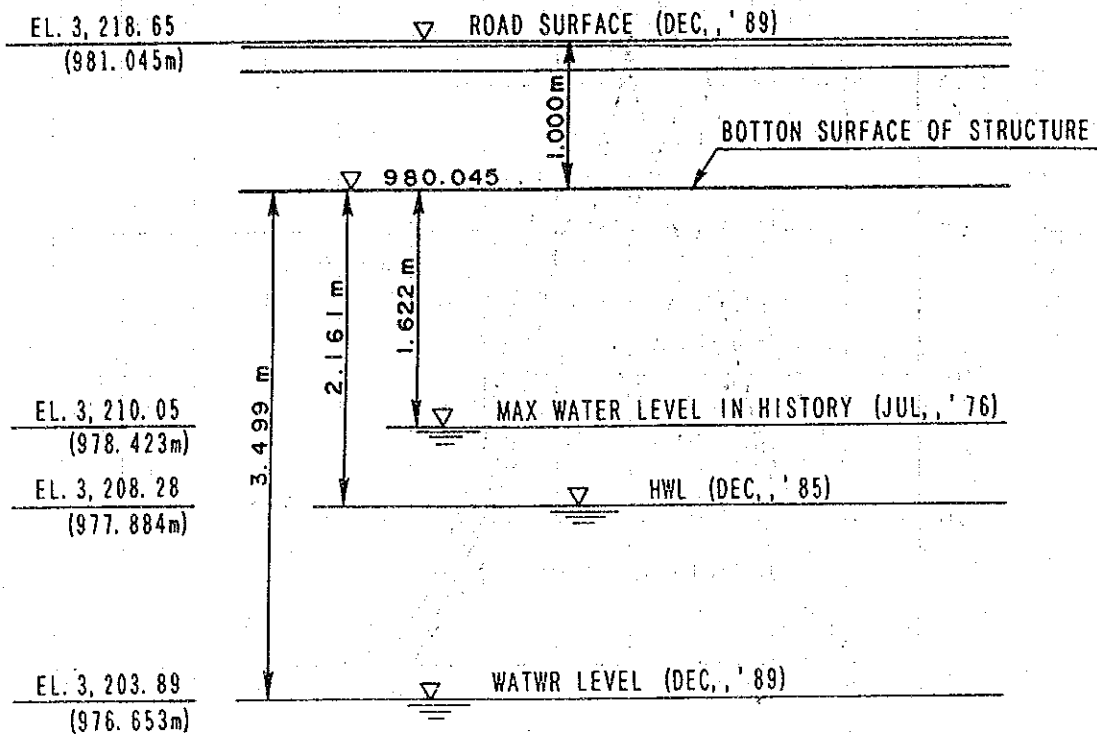 EL. 3, 218. 65
(981. 045m)
ROAD SURFACE (DEC, , ' 89)
1.000m
BOTTON SURFACE OF STRUCTURE
980.045
3.499 m
2.161 m
1.622 m
EL. 3, 210. 05
(978. 423m)
MAX WATER LEVEL IN HISTORY (JUL, , ' 76)
EL. 3, 208. 28
(977. 884m)
HWL (DEC, , ' 85)
EL. 3, 203. 89
(976. 653m)
WATWR LEVEL (DEC, , ' 89)